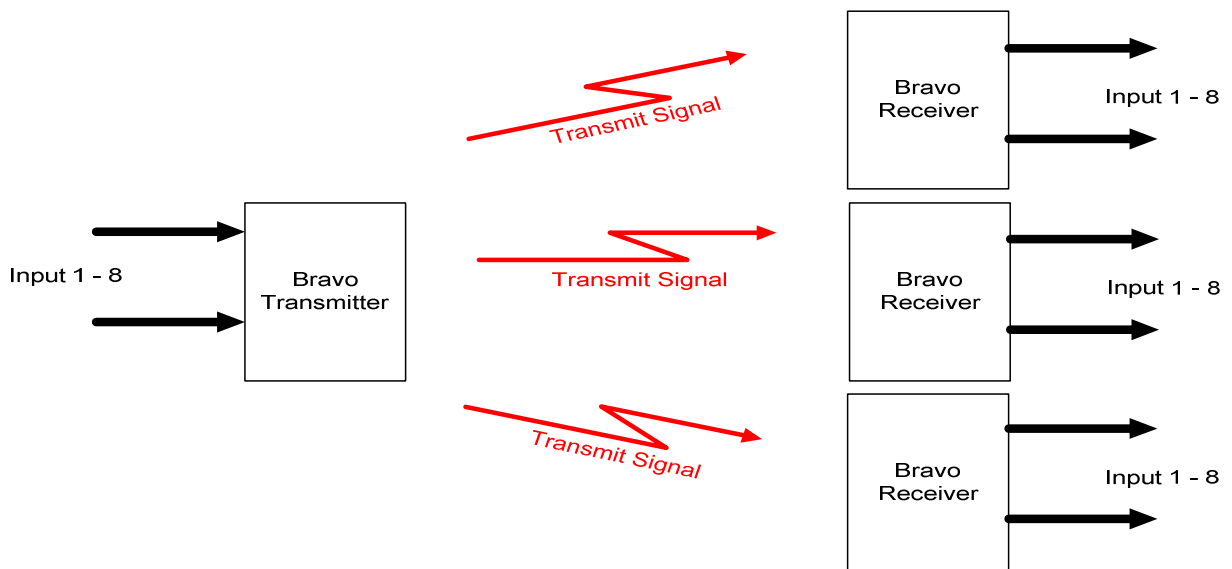 Bravo
Receiver
Input 1 - 8
Transmit Signal
Input 1 - 8
Bravo
Transmitter
Transmit Signal
Bravo
Receiver
Input 1 - 8
Transmit Signal
Bravo
Receiver
Input 1 - 8